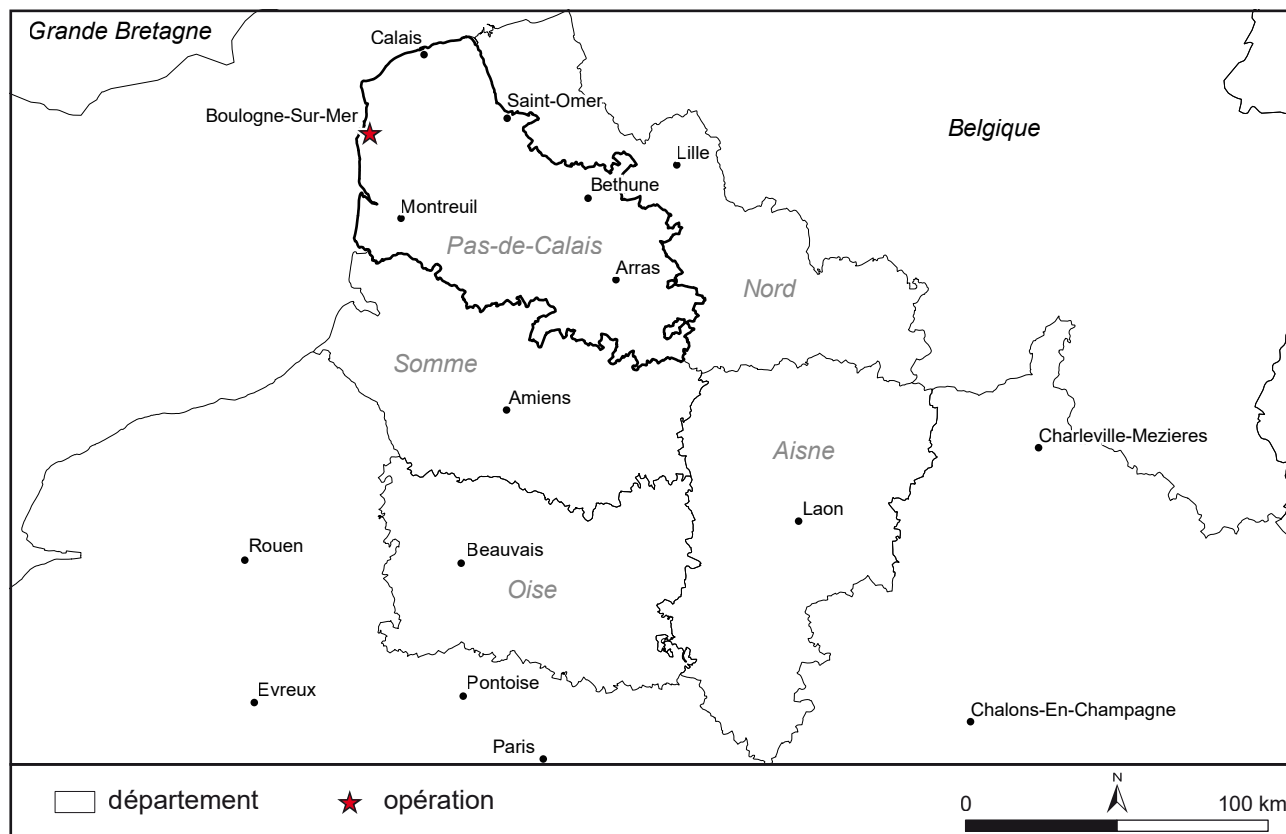 Grande Bretagne
Calais
Boulogne-Sur-Mer
Saint-Omer
Belgique
Lille
Bethune
Montreuil
Pas-de-Calais
Arras
Nord
Somme
Amiens
Charleville-Mezieres
Aisne
Laon
Rouen
Beauvais
Oise
Evreux
Pontoise
Chalons-En-Champagne
Paris
département
opération
N
0
100 km